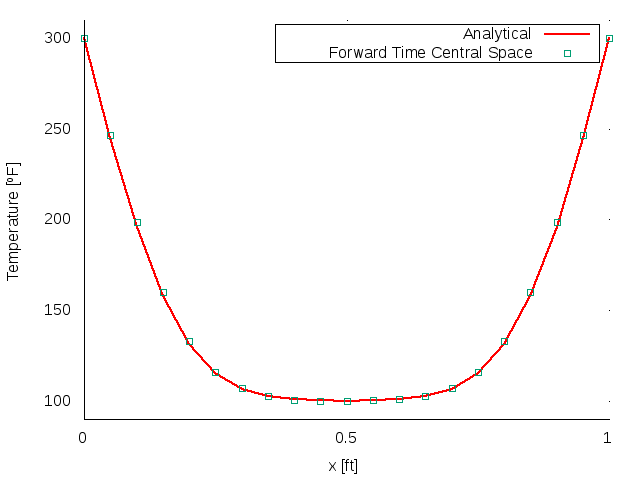 Analytical
Forward Time Central Space
300
250
200
150
100
Temperature [ºF]
0
0.5
1
x [ft]